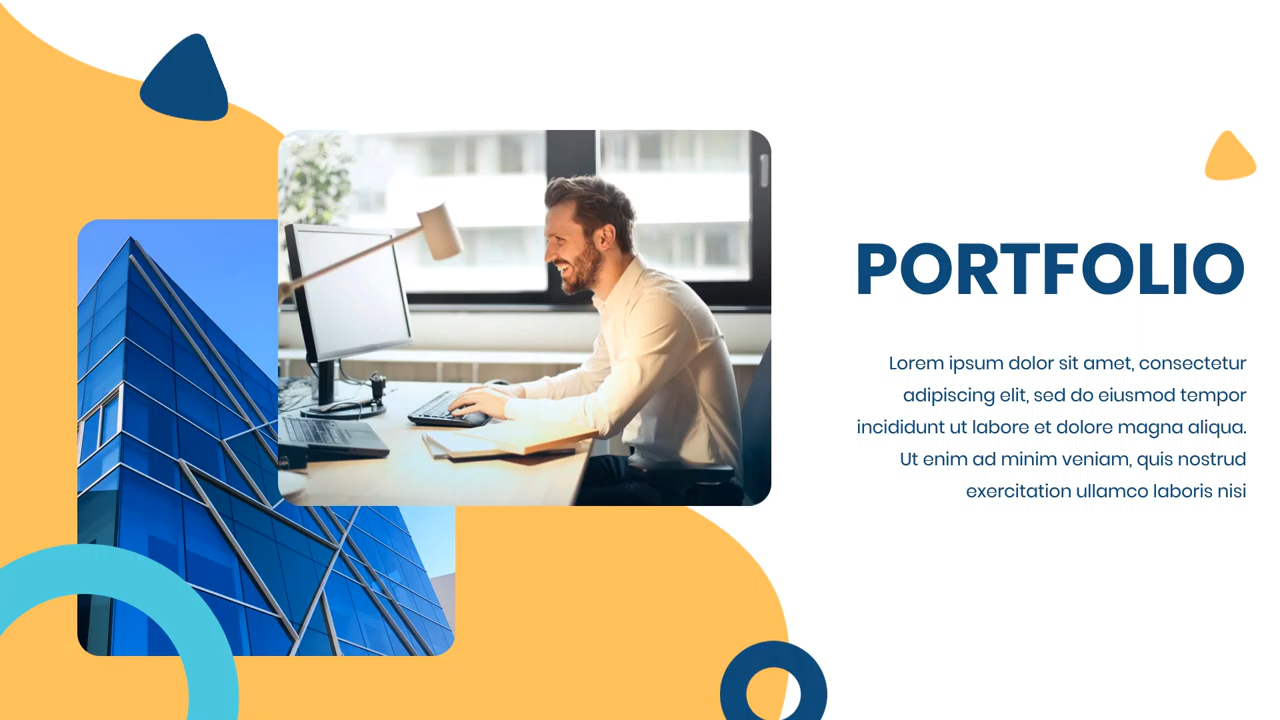 PORTFOLIO
Lorem ipsum dolor sit amet, consectetur
adipiscing elit, sed do eiusmod tempor
incididunt ut labore et dolore magna aliqua.
Ut enim ad minim veniam, quis nostrud
exercitation ullamco laboris nisi